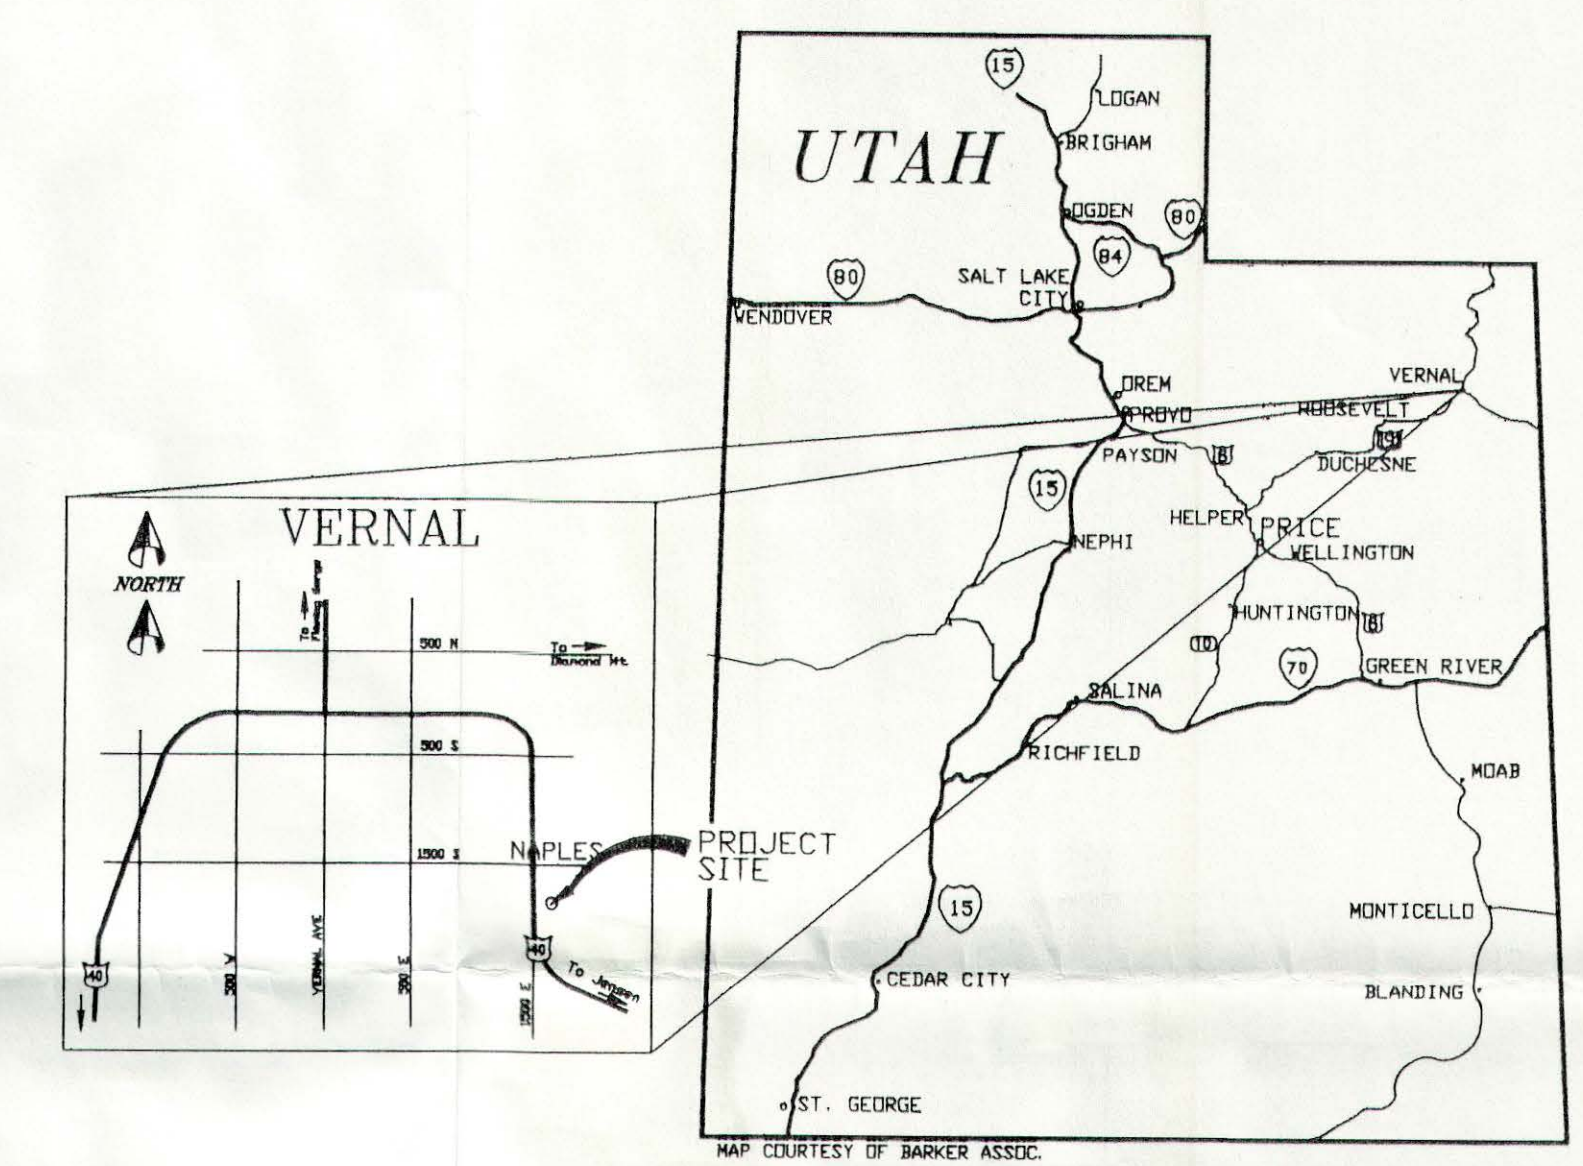 15
LOGAN
BRIGHAM
UTAH
OGDEN
80
84
80
SALT LAKE
CITY
WENDOVER
OREM
PROVO
VERNAL
ROOSEVELT
PAYSON
6
DUCHESNE
15
HELPER
PRICE
NEPHI
WELLINGTON
HUNTINGTON
10
70
GREEN RIVER
SALINA
RICHFIELD
MOAB
15
MONTICELLO
CEDAR CITY
BLANDING
ST. GEORGE
MAP COURTESY OF BARKER ASSOC.
VERNAL
NORTH
To
Flaming Gorge
500 N
To
Diamond Mt.
500 S
NAPLES
1500 S
PROJECT
SITE
40
500 W
VERNAL AVE
500 E
40
1500 E
To Jensen